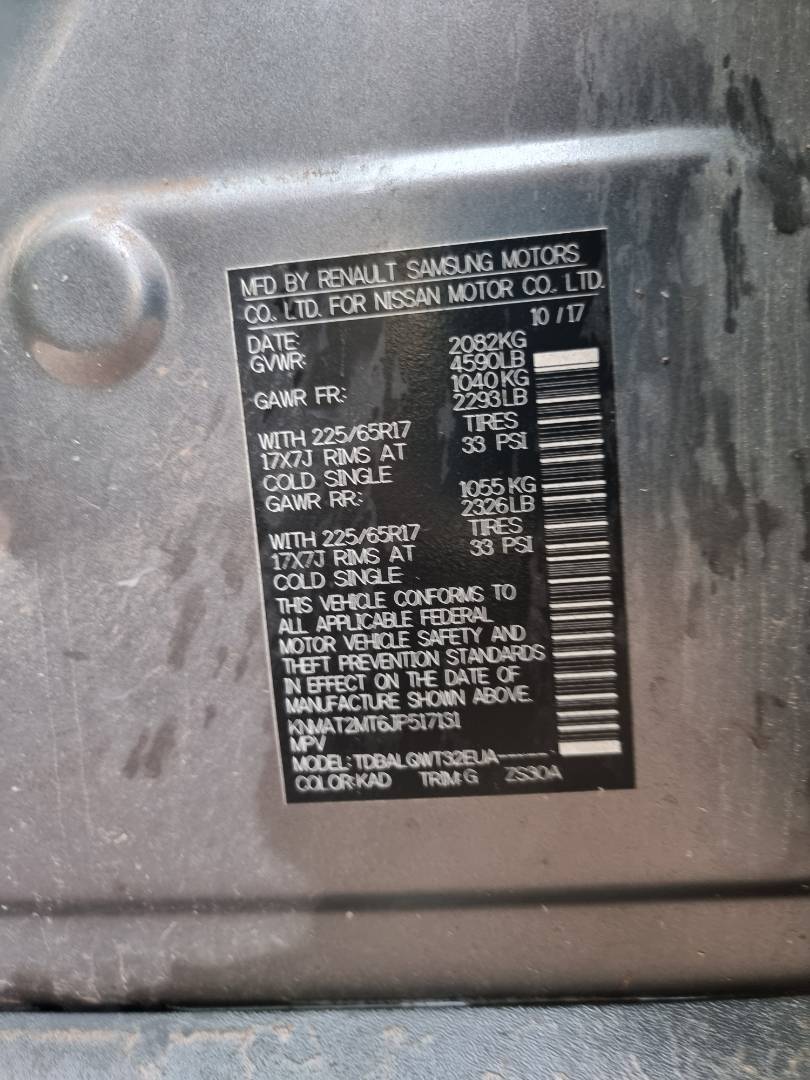 MFD BY RENAULT SAMSUNG MOTORS
CO., LTD. FOR NISSAN MOTOR CO., LTD.
DATE: 10 / 17
GVWR: 2082KG
4590LB
GAWR FR: 1040KG
2293LB
WITH 225/65R17 TIRES
17X7J RIMS AT 33 PSI
COLD SINGLE
GAWR RR: 1055KG
2326LB
WITH 225/65R17 TIRES
17X7J RIMS AT 33 PSI
COLD SINGLE
THIS VEHICLE CONFORMS TO
ALL APPLICABLE FEDERAL
MOTOR VEHICLE SAFETY AND
THEFT PREVENTION STANDARDS
IN EFFECT ON THE DATE OF
MANUFACTURE SHOWN ABOVE.
KNMAT2MT6JP517131
MPV
MODEL: TDBALQWT32EUA------
COLOR:KAD TRIM:G ZS30A